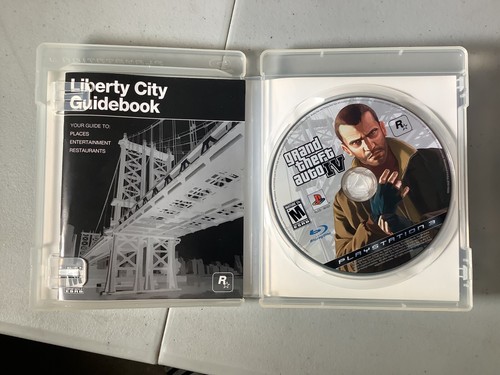 Liberty City
Guidebook
YOUR GUIDE TO:
PLACES
ENTERTAINMENT
RESTAURANTS
R
grand
theft
auto IV
R
M
PLAYSTATION 3